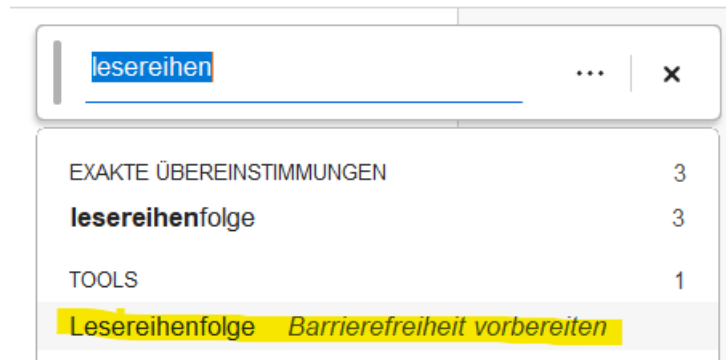 lesereihen
EXAKTE ÜBEREINSTIMMUNGEN 3
lesereihenfolge 3
TOOLS 1
Lesereihenfolge Barrierefreiheit vorbereiten